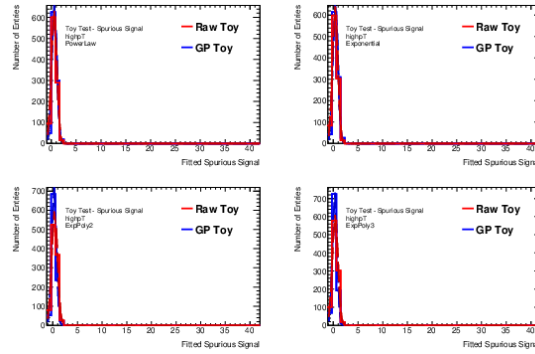 Number of Entries
600
500
400
300
200
100
0
Toy Test - Spurious Signal
highpT
PowerLaw
Raw Toy
GP Toy
0 5 10 15 20 25 30 35 40
Fitted Spurious Signal
Number of Entries
600
500
400
300
200
100
0
Toy Test - Spurious Signal
highpT
Exponential
Raw Toy
GP Toy
0 5 10 15 20 25 30 35 40
Fitted Spurious Signal
Number of Entries
700
600
500
400
300
200
100
0
Toy Test - Spurious Signal
highpT
ExpPoly2
Raw Toy
GP Toy
0 5 10 15 20 25 30 35 40
Fitted Spurious Signal
Number of Entries
800
700
600
500
400
300
200
100
0
Toy Test - Spurious Signal
highpT
ExpPoly3
Raw Toy
GP Toy
0 5 10 15 20 25 30 35 40
Fitted Spurious Signal